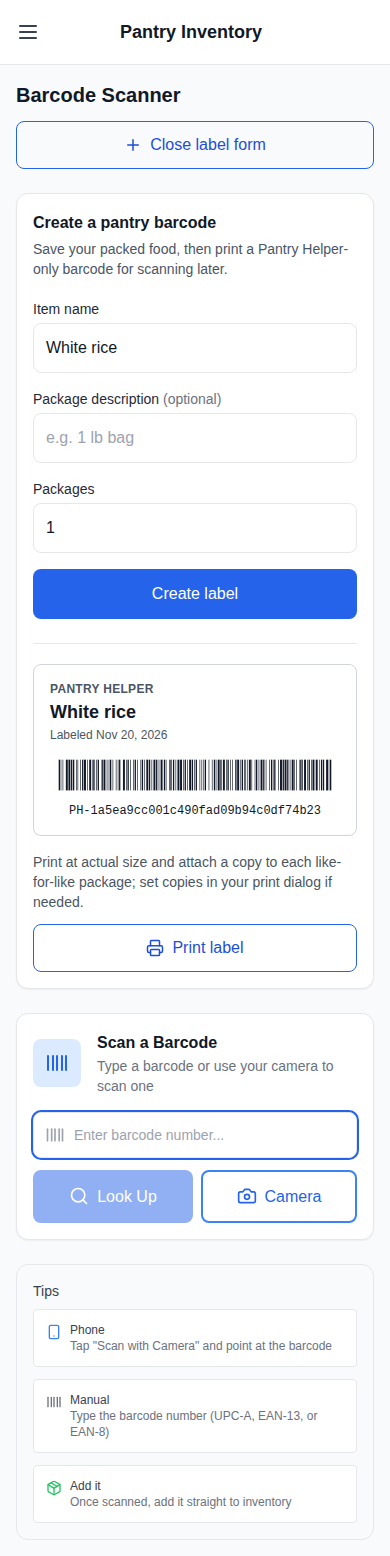 Pantry Inventory
Barcode Scanner
Close label form
Create a pantry barcode
Save your packed food, then print a Pantry Helper-
only barcode for scanning later.
Item name
White rice
Package description (optional)
e.g. 1 lb bag
Packages
1
Create label
PANTRY HELPER
White rice
Labeled Nov 20, 2026
PH-1a5ea9cc001c490fad09b94c0df74b23
Print at actual size and attach a copy to each like-
for-like package; set copies in your print dialog if
needed.
Print label
Scan a Barcode
Type a barcode or use your camera to
scan one
Enter barcode number...
Look Up
Camera
Tips
Phone
Tap "Scan with Camera" and point at the barcode
Manual
Type the barcode number (UPC-A, EAN-13, or
EAN-8)
Add it
Once scanned, add it straight to inventory